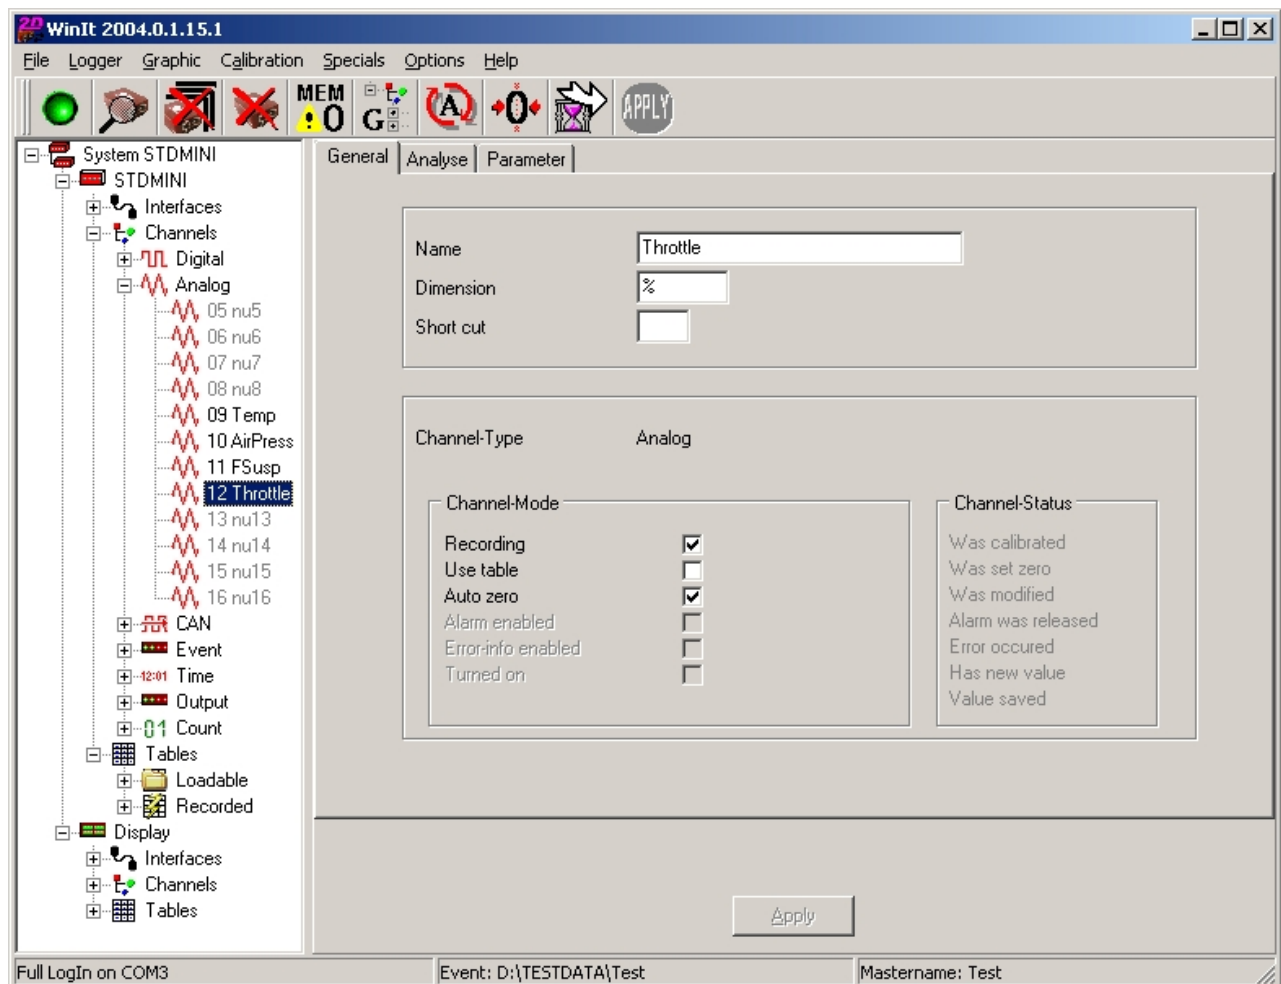 WinIt 2004.0.1.15.1
File Logger Graphic Calibration Specials Options Help
MEM
0
G
A
0
APPLY
System STDMINI
STDMINI
Interfaces
Channels
Digital
Analog
05 nu5
06 nu6
07 nu7
08 nu8
09 Temp
10 AirPress
11 FSusp
12 Throttle
13 nu13
14 nu14
15 nu15
16 nu16
CAN
Event
12:01 Time
Output
01 Count
Tables
Loadable
Recorded
Display
Interfaces
Channels
Tables
General Analyse Parameter
Name Throttle
Dimension %
Short cut
Channel-Type Analog
Channel-Mode
Recording
Use table
Auto zero
Alarm enabled
Error-info enabled
Turned on
Channel-Status
Was calibrated
Was set zero
Was modified
Alarm was released
Error occured
Has new value
Value saved
Apply
Full LogIn on COM3 Event: D:\TESTDATA\Test Mastername: Test